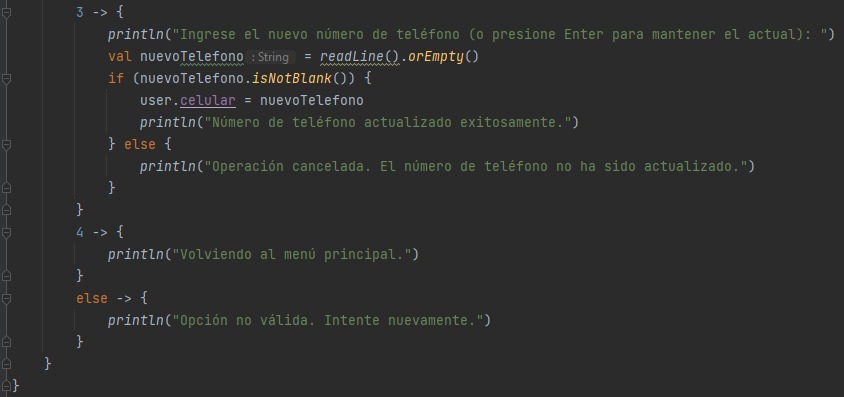 3 -> {
println("Ingrese el nuevo número de teléfono (o presione Enter para mantener el actual): ")
val nuevoTelefono : String = readLine().orEmpty()
if (nuevoTelefono.isNotBlank()) {
user.celular = nuevoTelefono
println("Número de teléfono actualizado exitosamente.")
} else {
println("Operación cancelada. El número de teléfono no ha sido actualizado.")
}
}
4 -> {
println("Volviendo al menú principal.")
}
else -> {
println("Opción no válida. Intente nuevamente.")
}
}
}